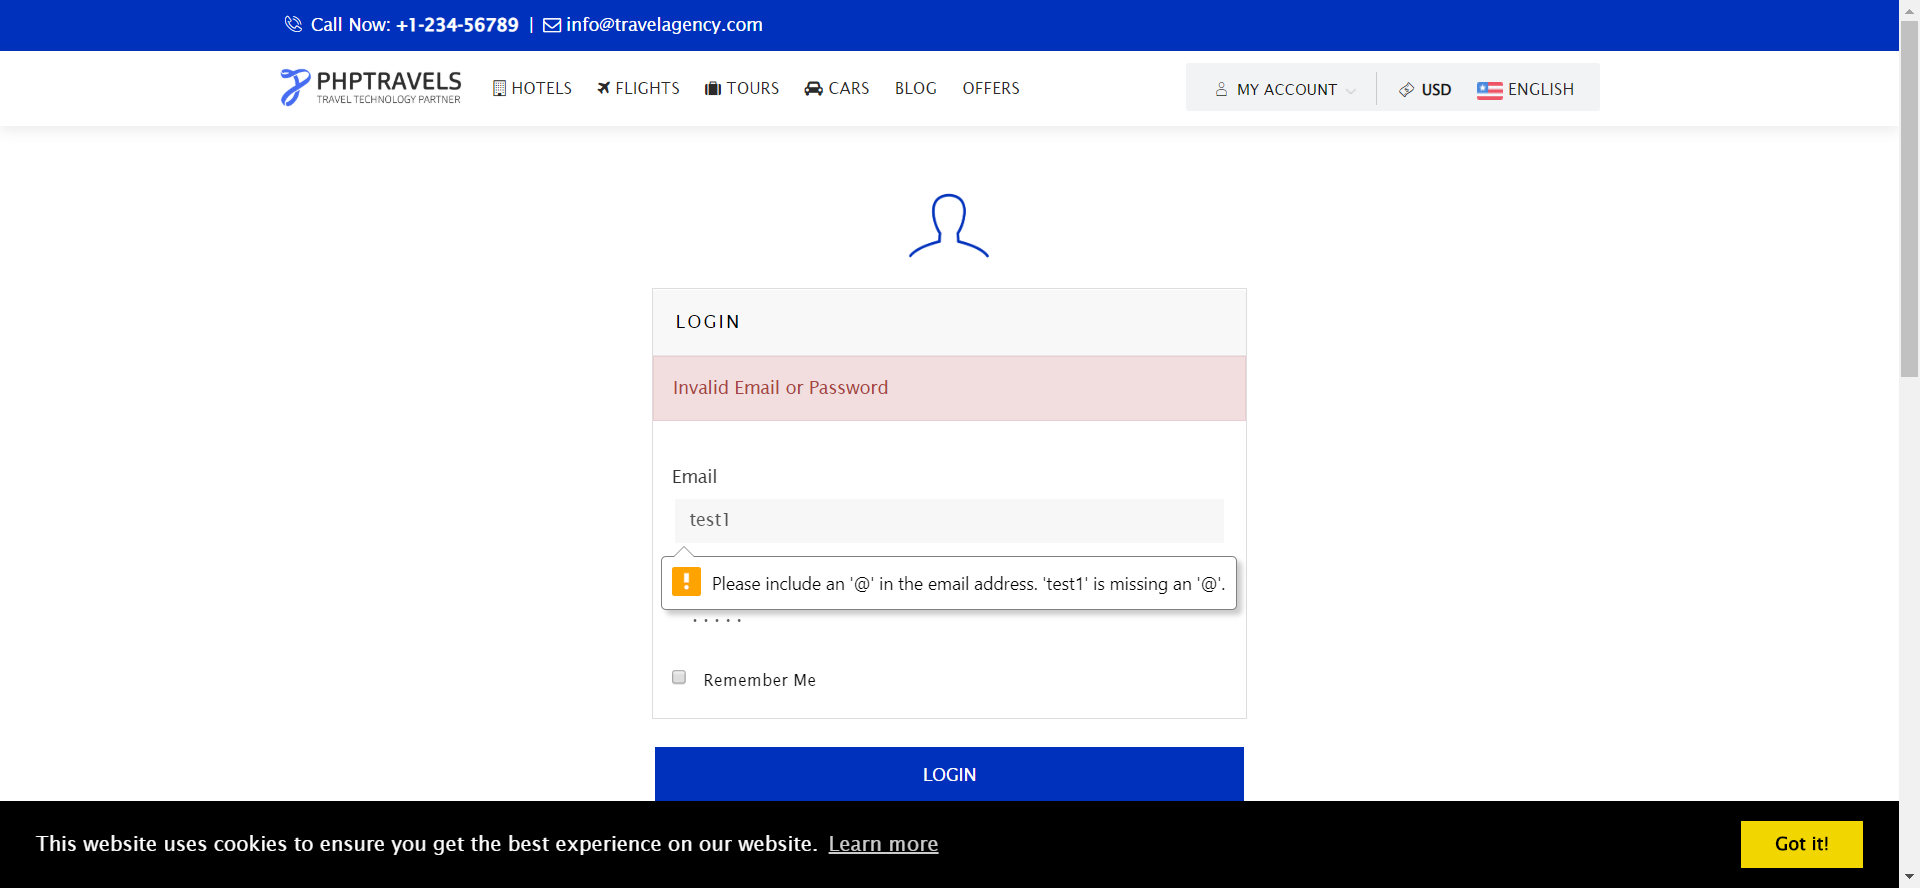 Call Now: +1-234-56789 | info@travelagency.com
PHPTRAVELS
TRAVEL TECHNOLOGY PARTNER
HOTELS FLIGHTS TOURS CARS BLOG OFFERS
MY ACCOUNT USD ENGLISH
LOGIN
Invalid Email or Password
Email
test1
Please include an '@' in the email address. 'test1' is missing an '@'.
Remember Me
LOGIN
This website uses cookies to ensure you get the best experience on our website. Learn more
Got it!